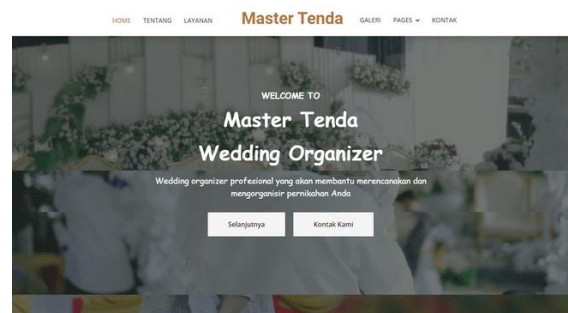 HOME TENTANG LAYANAN Master Tenda GALERI PAGES KONTAK
WELCOME TO
Master Tenda
Wedding Organizer
Wedding organizer profesional yang akan membantu merencanakan dan
mengorganisir pernikahan Anda
Selanjutnya Kontak Kami